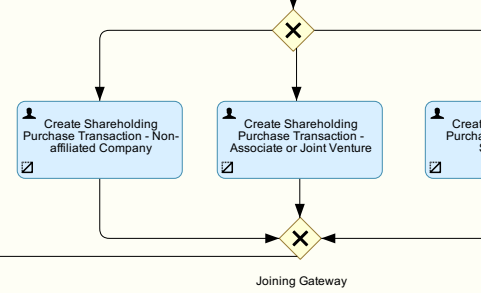 Create Shareholding
Purchase Transaction - Non-
affiliated Company
Create Shareholding
Purchase Transaction -
Associate or Joint Venture
Joining Gateway